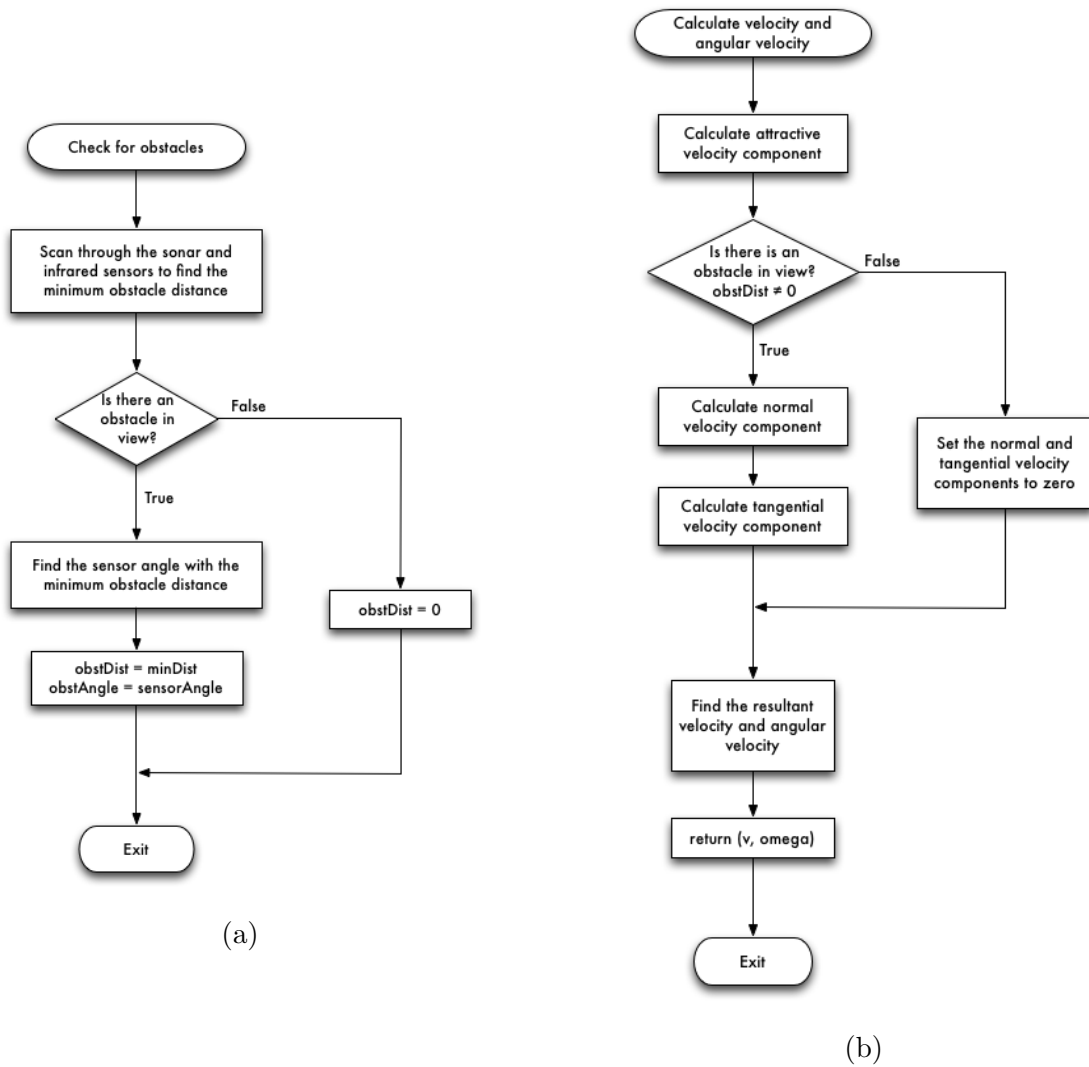 Check for obstacles
Scan through the sonar and
infrared sensors to find the
minimum obstacle distance
Is there an
obstacle in
view?
False
True
Find the sensor angle with the
minimum obstacle distance
obstDist = 0
obstDist = minDist
obstAngle = sensorAngle
Exit
(a)
Calculate velocity and
angular velocity
Calculate attractive
velocity component
Is there is an
obstacle in view?
obstDist ≠ 0
False
True
Calculate normal
velocity component
Set the normal and
tangential velocity
components to zero
Calculate tangential
velocity component
Find the resultant
velocity and angular
velocity
return (v, omega)
Exit
(b)